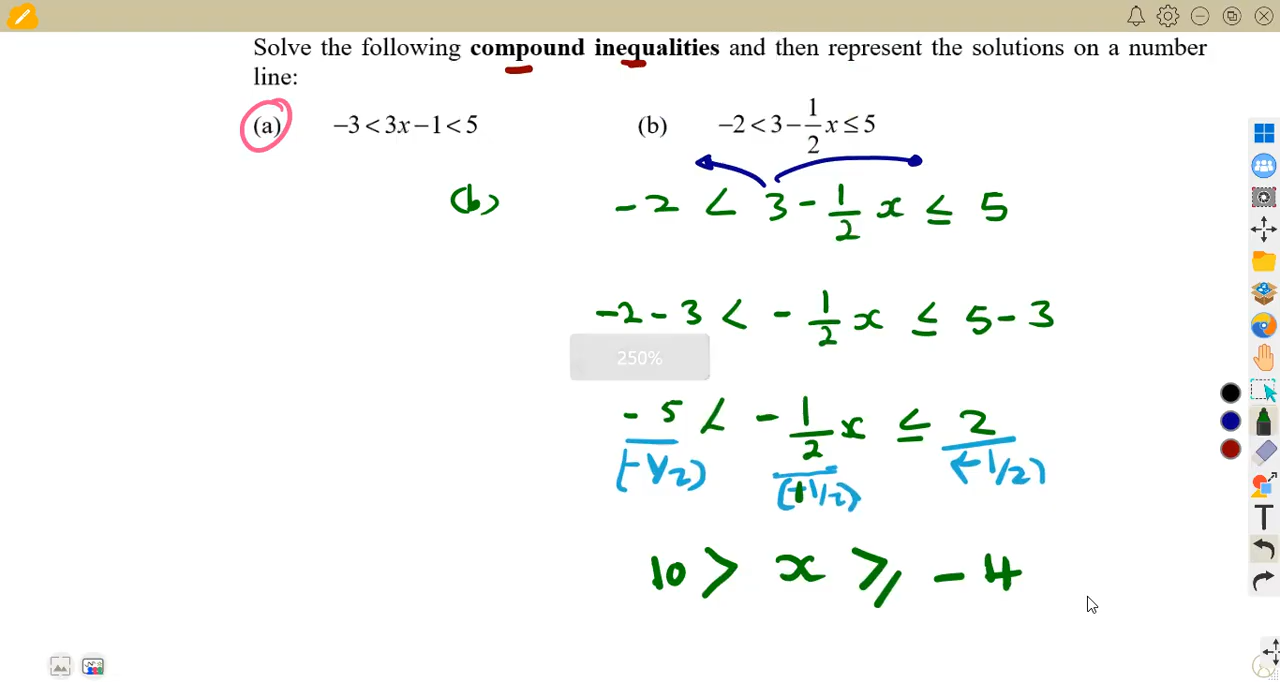 Solve the following compound inequalities and then represent the solutions on a number
line:
(a) −3 < 3x − 1 < 5 (b) −2 < 3 − 1/2 x ≤ 5
(b) -2 < 3 - 1/2 x ≤ 5
-2 - 3 < - 1/2 x ≤ 5 - 3
250%
-5 < - 1/2 x ≤ 2
(-1/2) (-1/2) (-1/2)
10 > x ≥ -4